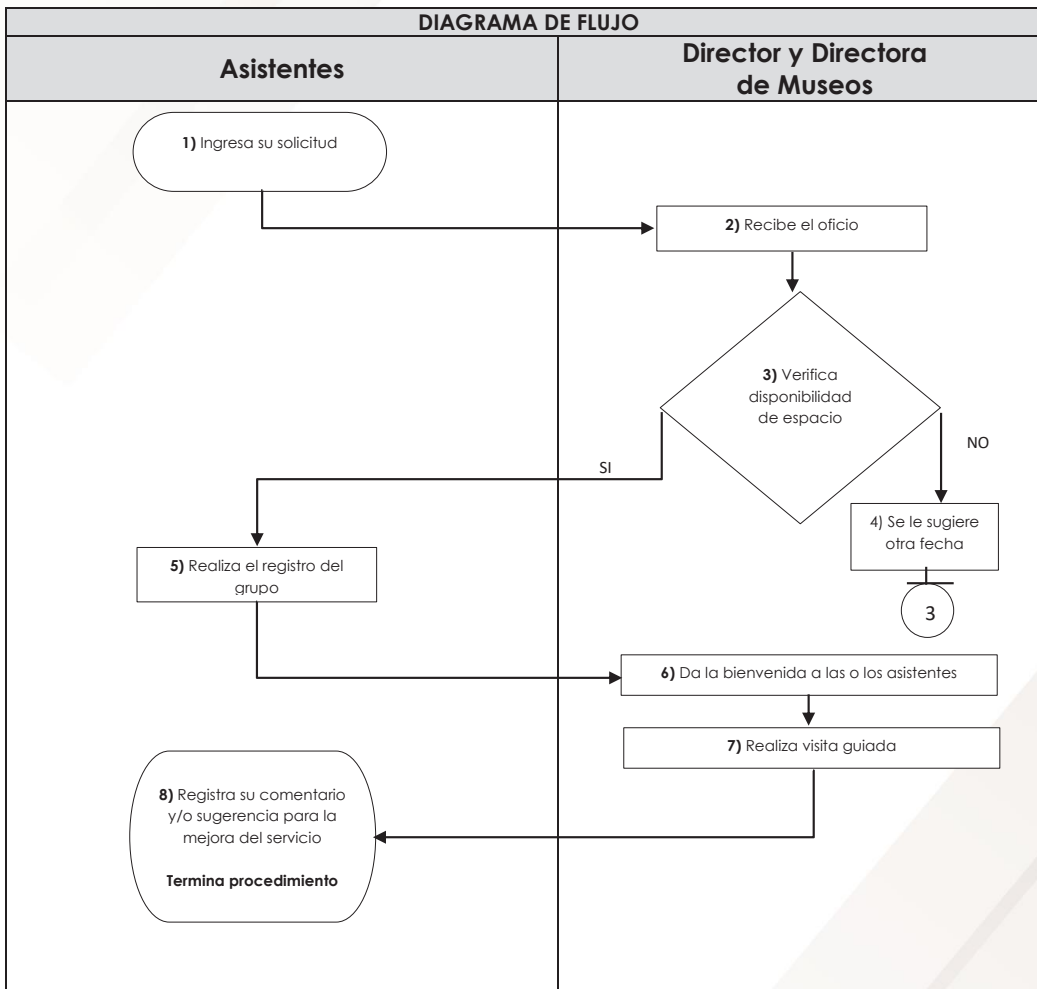 DIAGRAMA DE FLUJO
Asistentes
Director y Directora
de Museos
1) Ingresa su solicitud
2) Recibe el oficio
3) Verifica
disponibilidad
de espacio
NO
SI
4) Se le sugiere
otra fecha
5) Realiza el registro del
grupo
3
6) Da la bienvenida a las o los asistentes
7) Realiza visita guiada
8) Registra su comentario
y/o sugerencia para la
mejora del servicio
Termina procedimiento